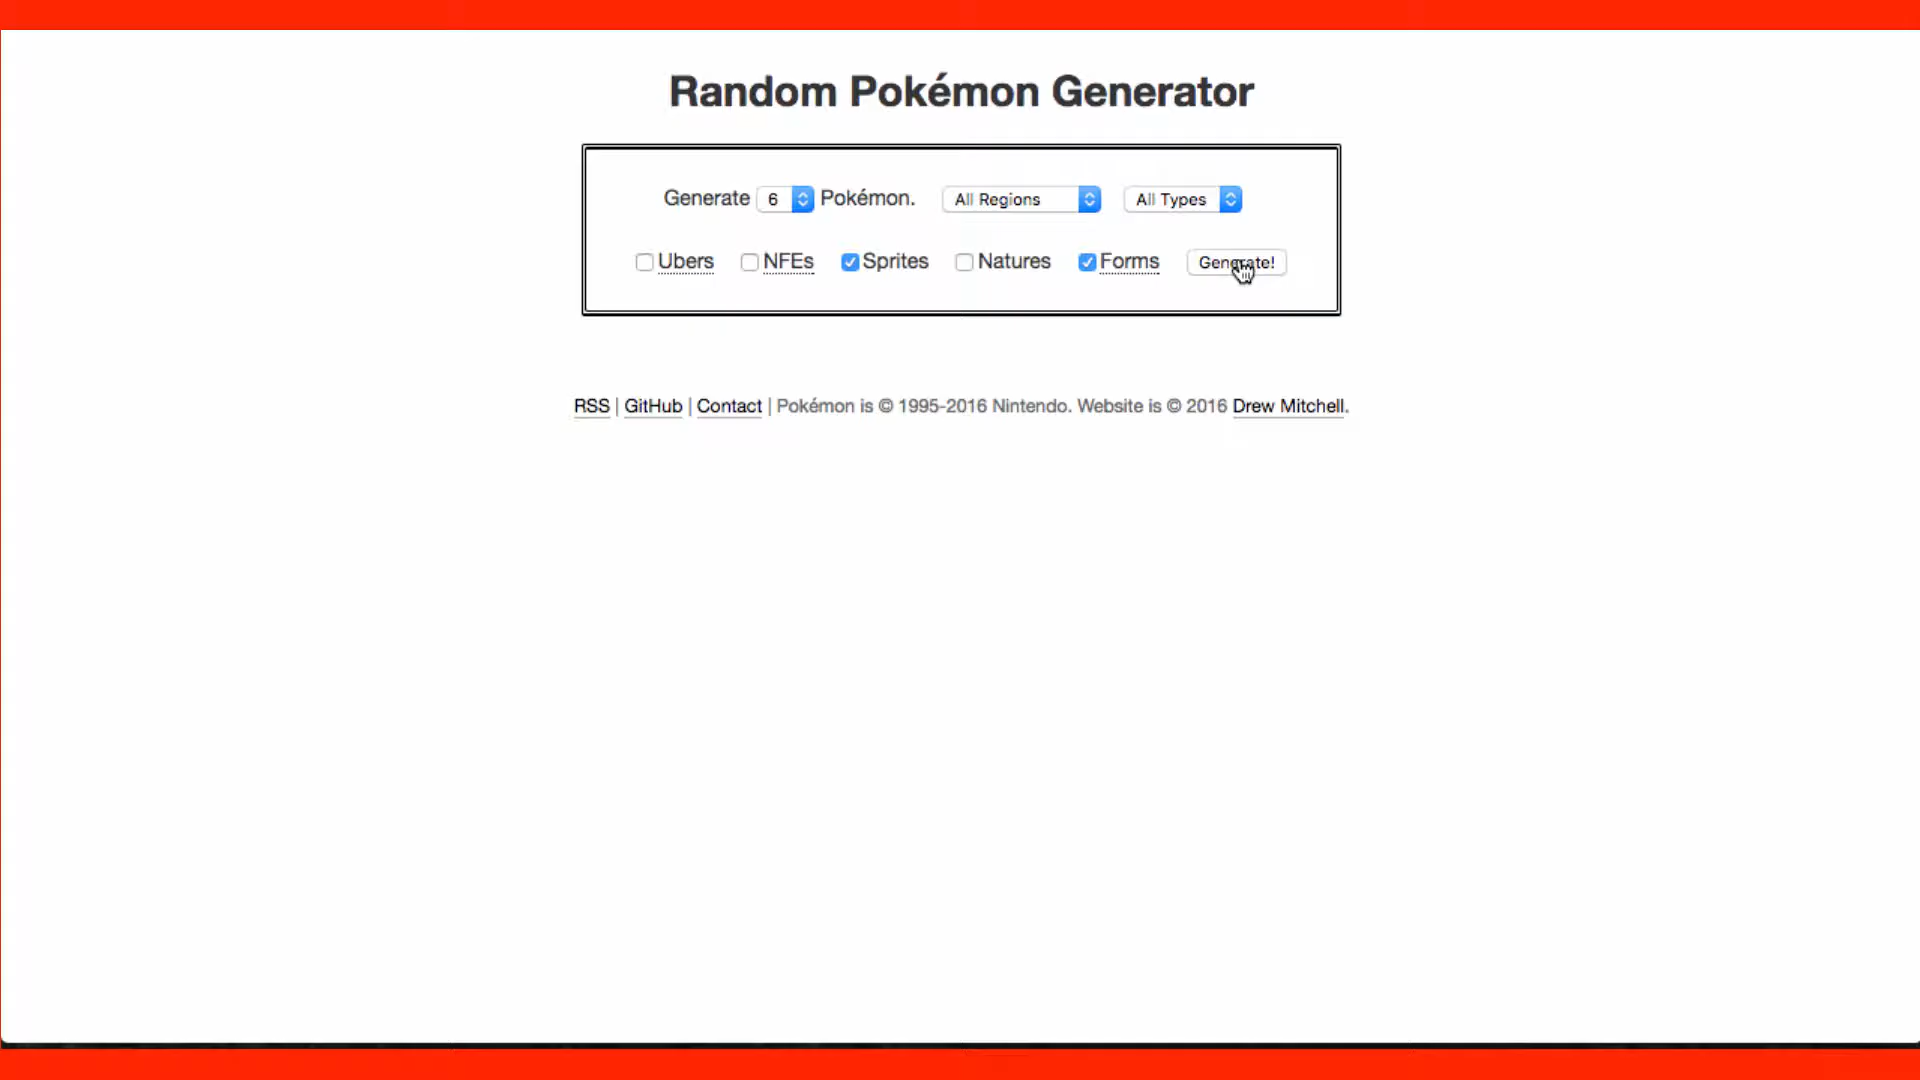 Random Pokémon Generator
Generate 6 Pokémon. All Regions All Types
Ubers NFEs Sprites Natures Forms Generate!
RSS | GitHub | Contact | Pokémon is © 1995-2016 Nintendo. Website is © 2016 Drew Mitchell.